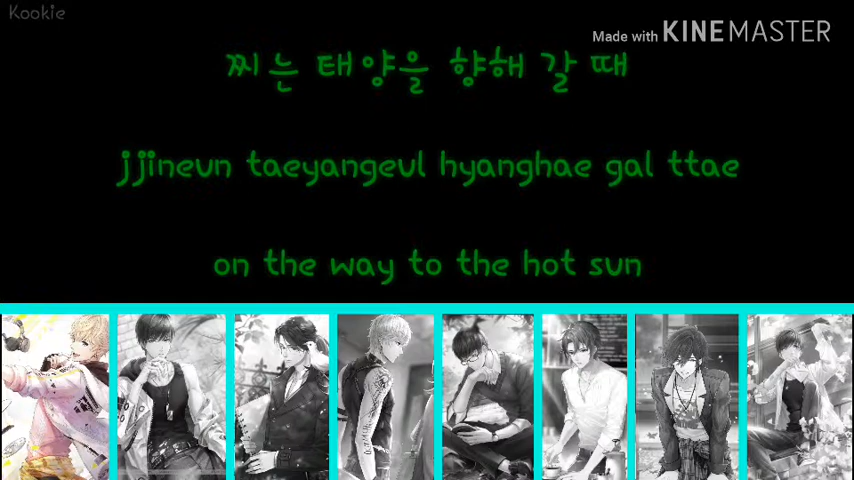 Kookie
Made with KINEMASTER
찌는 태양을 향해 갈 때
jjineun taeyangeul hyanghae gal ttae
on the way to the hot sun